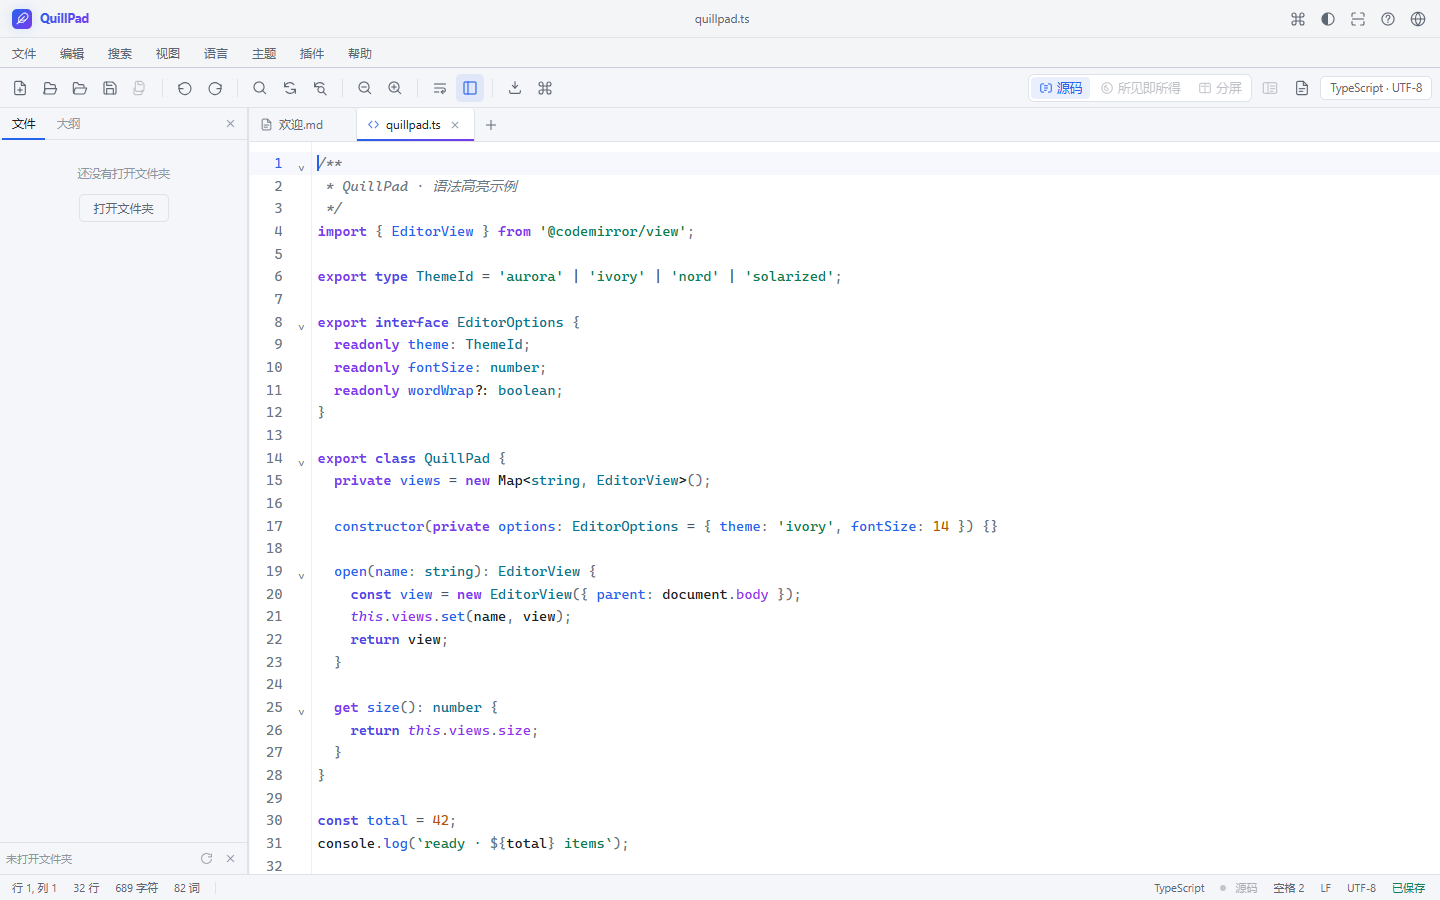 QuillPad
quillpad.ts
文件 编辑 搜索 视图 语言 主题 插件 帮助
源码 所见即所得 分屏 TypeScript · UTF-8
文件 大纲
欢迎.md quillpad.ts
还没有打开文件夹
打开文件夹
1 /**
2  * QuillPad · 语法高亮示例
3  */
4 import { EditorView } from '@codemirror/view';
5
6 export type ThemeId = 'aurora' | 'ivory' | 'nord' | 'solarized';
7
8 export interface EditorOptions {
9   readonly theme: ThemeId;
10   readonly fontSize: number;
11   readonly wordWrap?: boolean;
12 }
13
14 export class QuillPad {
15   private views = new Map<string, EditorView>();
16
17   constructor(private options: EditorOptions = { theme: 'ivory', fontSize: 14 }) {}
18
19   open(name: string): EditorView {
20     const view = new EditorView({ parent: document.body });
21     this.views.set(name, view);
22     return view;
23   }
24
25   get size(): number {
26     return this.views.size;
27   }
28 }
29
30 const total = 42;
31 console.log(`ready · ${total} items`);
32
未打开文件夹
行 1, 列 1 32 行 689 字符 82 词 TypeScript 源码 空格 2 LF UTF-8 已保存